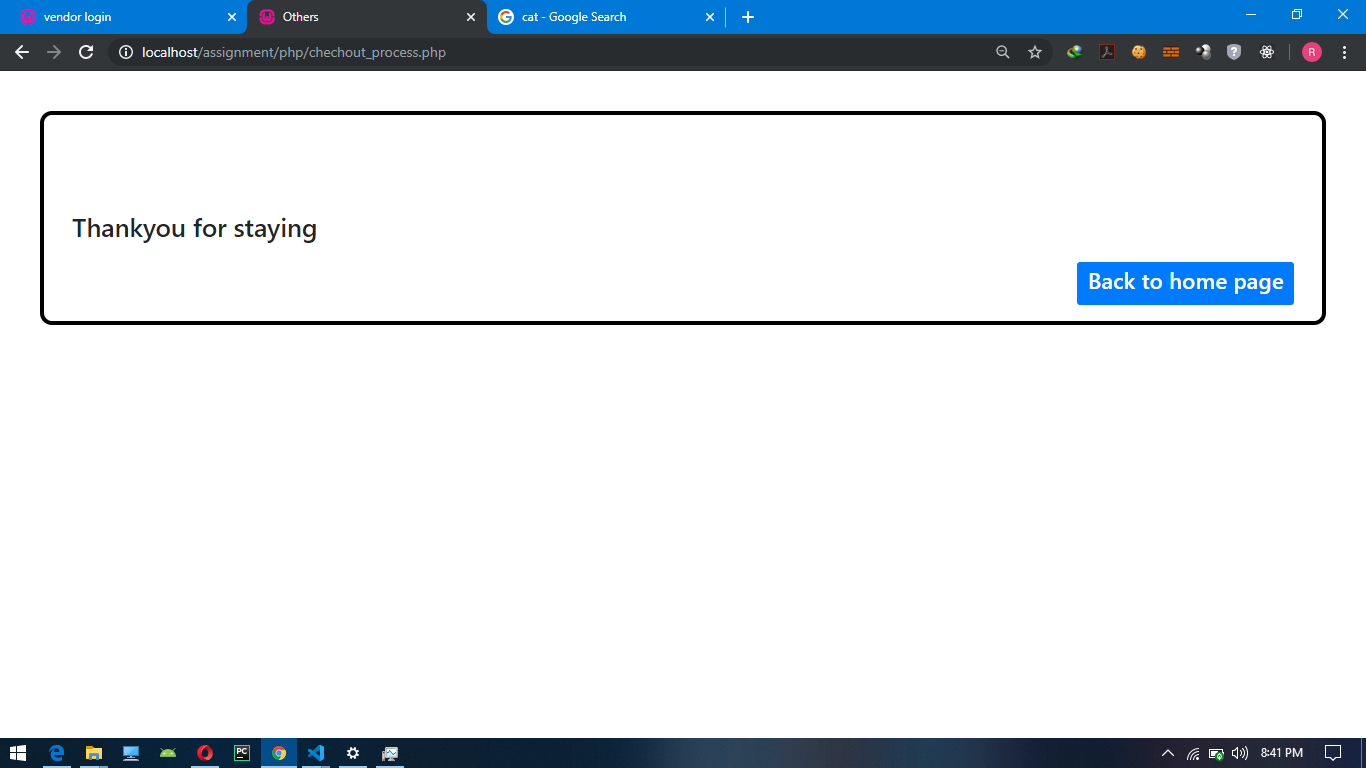 vendor login
Others
cat - Google Search
localhost/assignment/php/chechout_process.php
R
Thankyou for staying
Back to home page
PC
8:41 PM